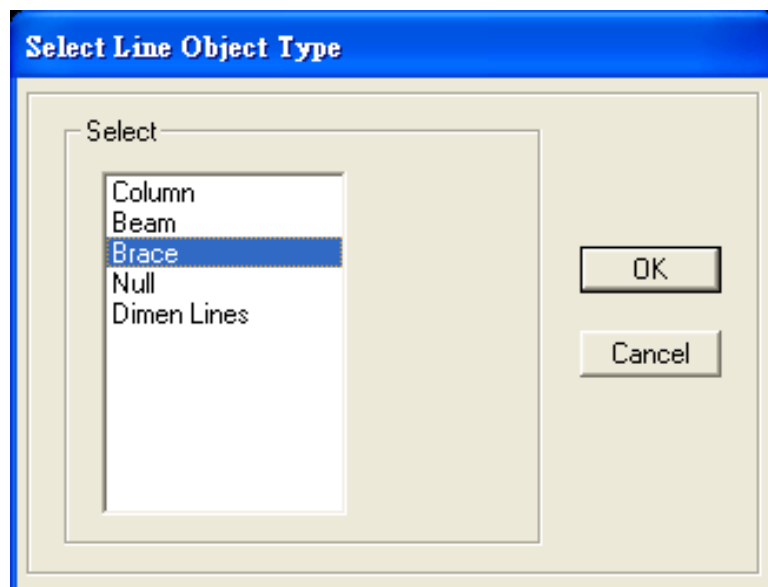 Select Line Object Type
Select
Column
Beam
Brace
Null
Dimen Lines
OK
Cancel